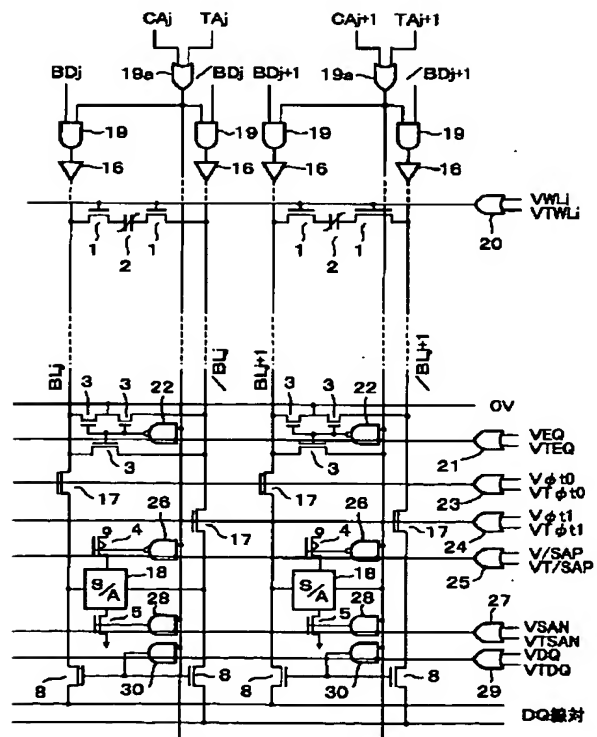 CAj TAj CAj+1 TAj+1
19a 19a
BDj /BDj BDj+1 /BDj+1
19 19 19 19
16 16 16 16
VWLi
VTWLi
20
1 2 1 1 2 1
BLj /BLj BLj+1 /BLj+1
3 3 22 3 3 22
0V
VEQ
VTEQ
21
3 3
Vφt0
VTφt0
23
17 17
Vφt1
VTφt1
24
26 17 26 17
4 4
V/SAP
VT/SAP
25
S/A 18 S/A 18
5 28 5 28
27
VSAN
VTSAN
VDQ
VTDQ
29
8 30 8 8 30 8
DQ線対